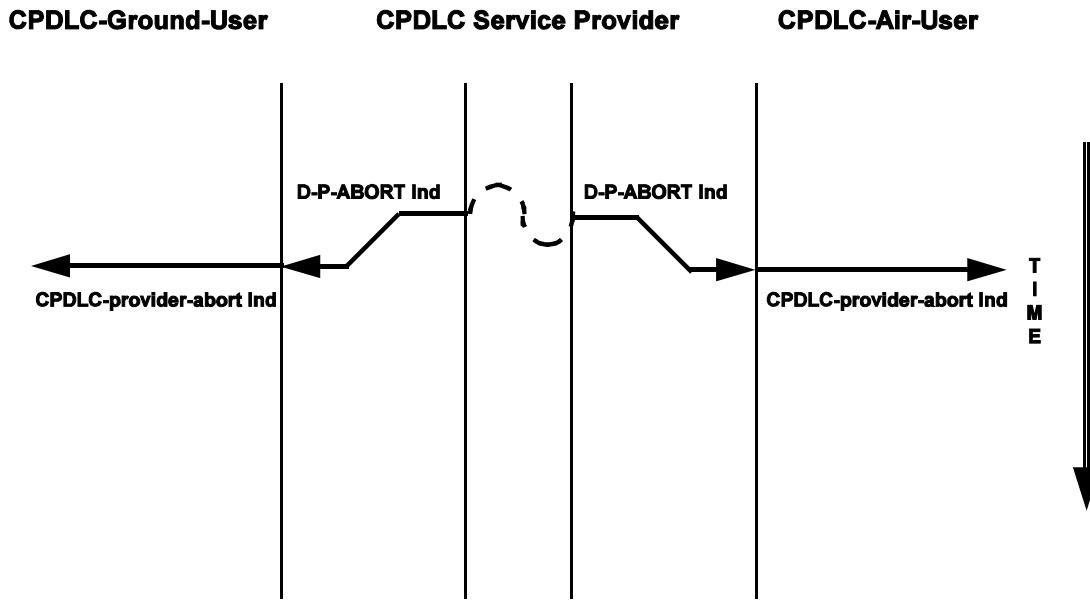 CPDLC-Ground-User CPDLC Service Provider CPDLC-Air-User
D-P-ABORT Ind D-P-ABORT Ind
CPDLC-provider-abort Ind CPDLC-provider-abort Ind
T
I
M
E